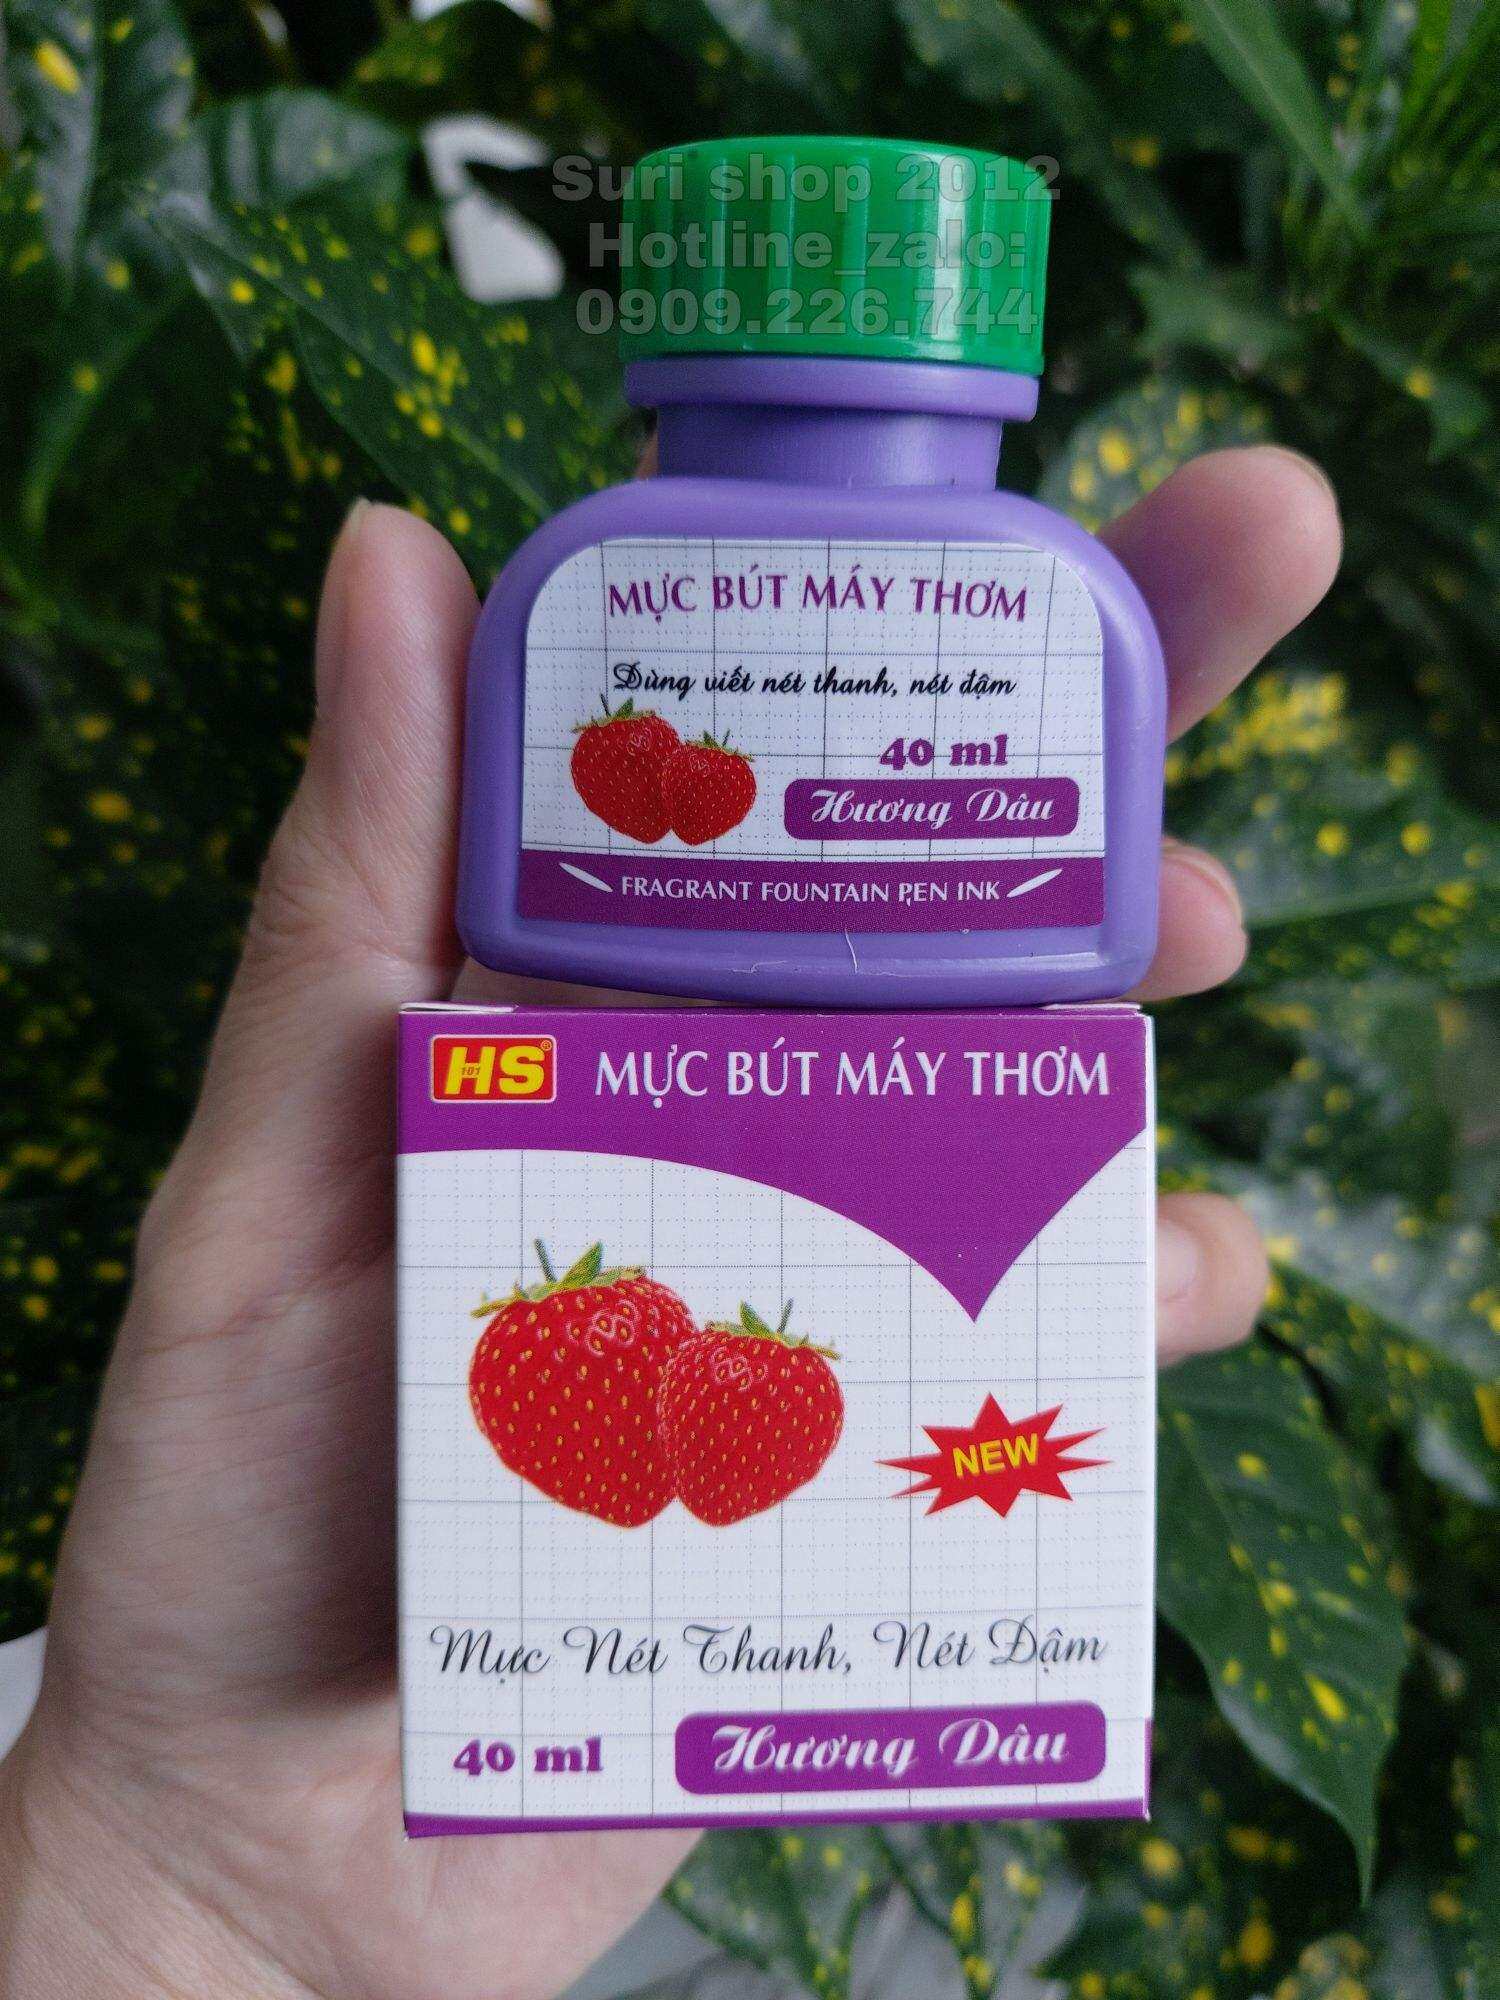 Suri shop 2012
Hotline_zalo:
0909.226.744
MỰC BÚT MÁY THƠM
Dùng viết nét thanh, nét đậm
40 ml
Hương Dâu
FRAGRANT FOUNTAIN PEN INK
HS®
101
MỰC BÚT MÁY THƠM
NEW
Mực Nét Thanh, Nét Đậm
40 ml
Hương Dâu